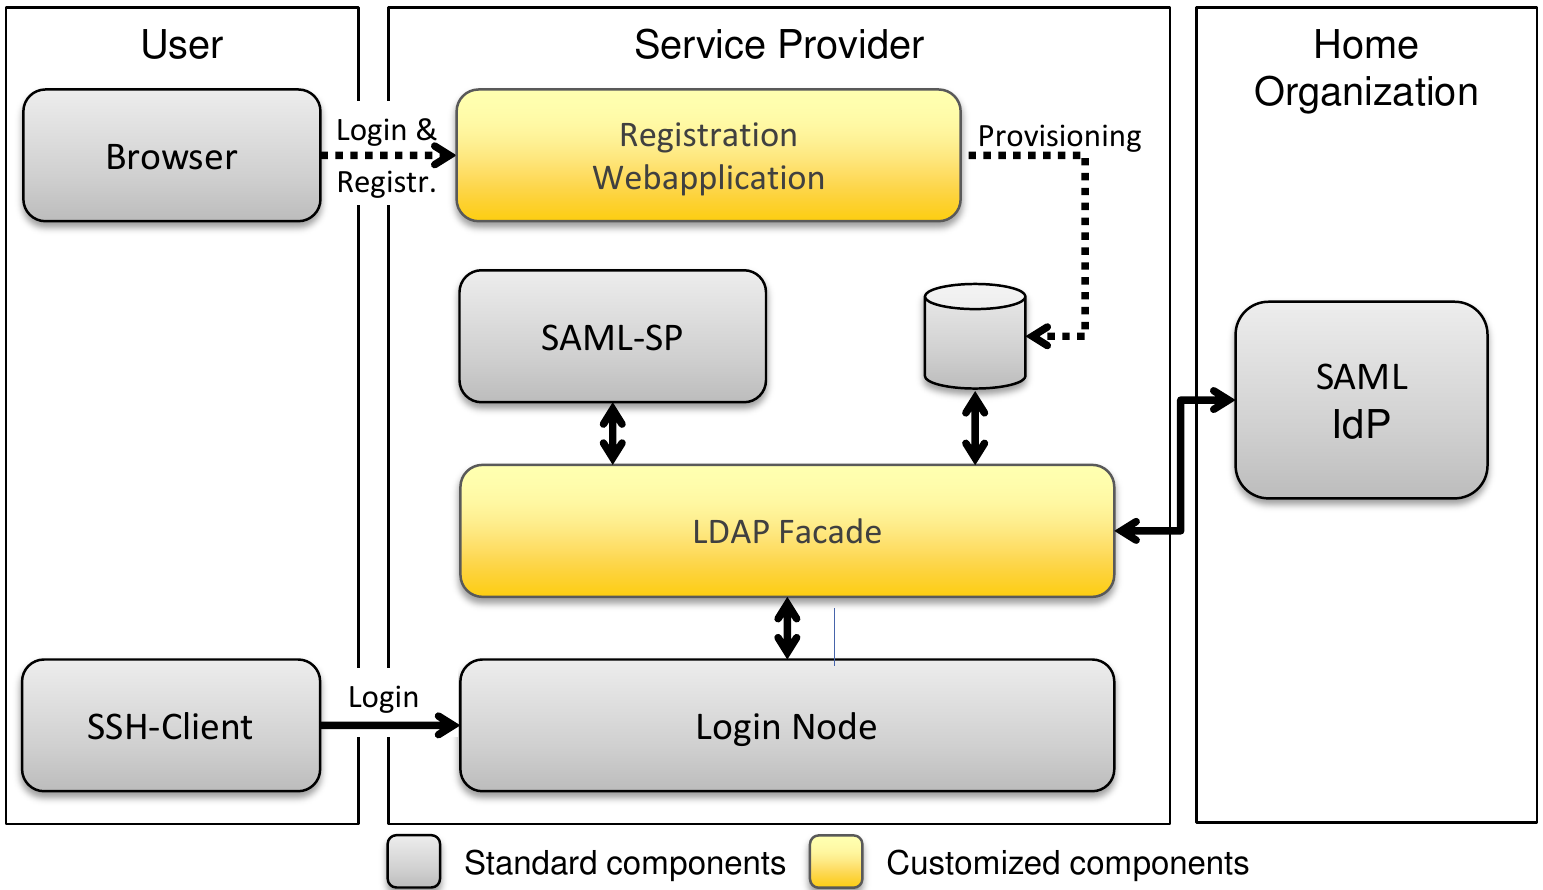 User
Service Provider
Home
Organization
Browser
Login &
Registr.
Registration
Webapplication
Provisioning
SAML-SP
SAML
IdP
LDAP Facade
SSH-Client
Login
Login Node
Standard components
Customized components